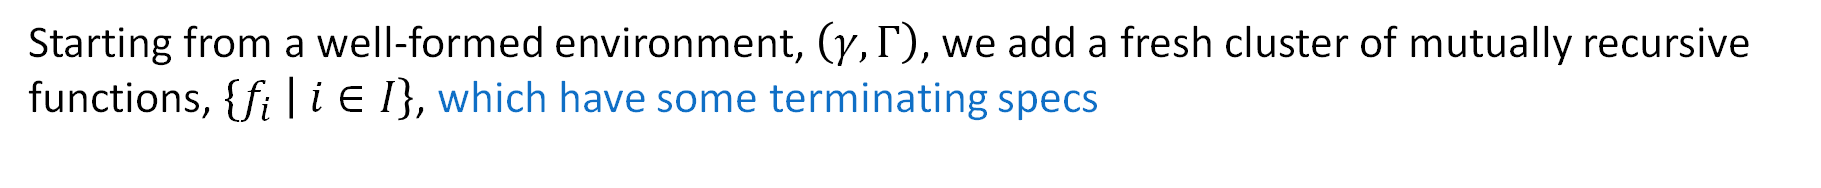 Starting from a well-formed environment, (γ, Γ), we add a fresh cluster of mutually recursive
functions, {fᵢ | i ∈ I}, which have some terminating specs